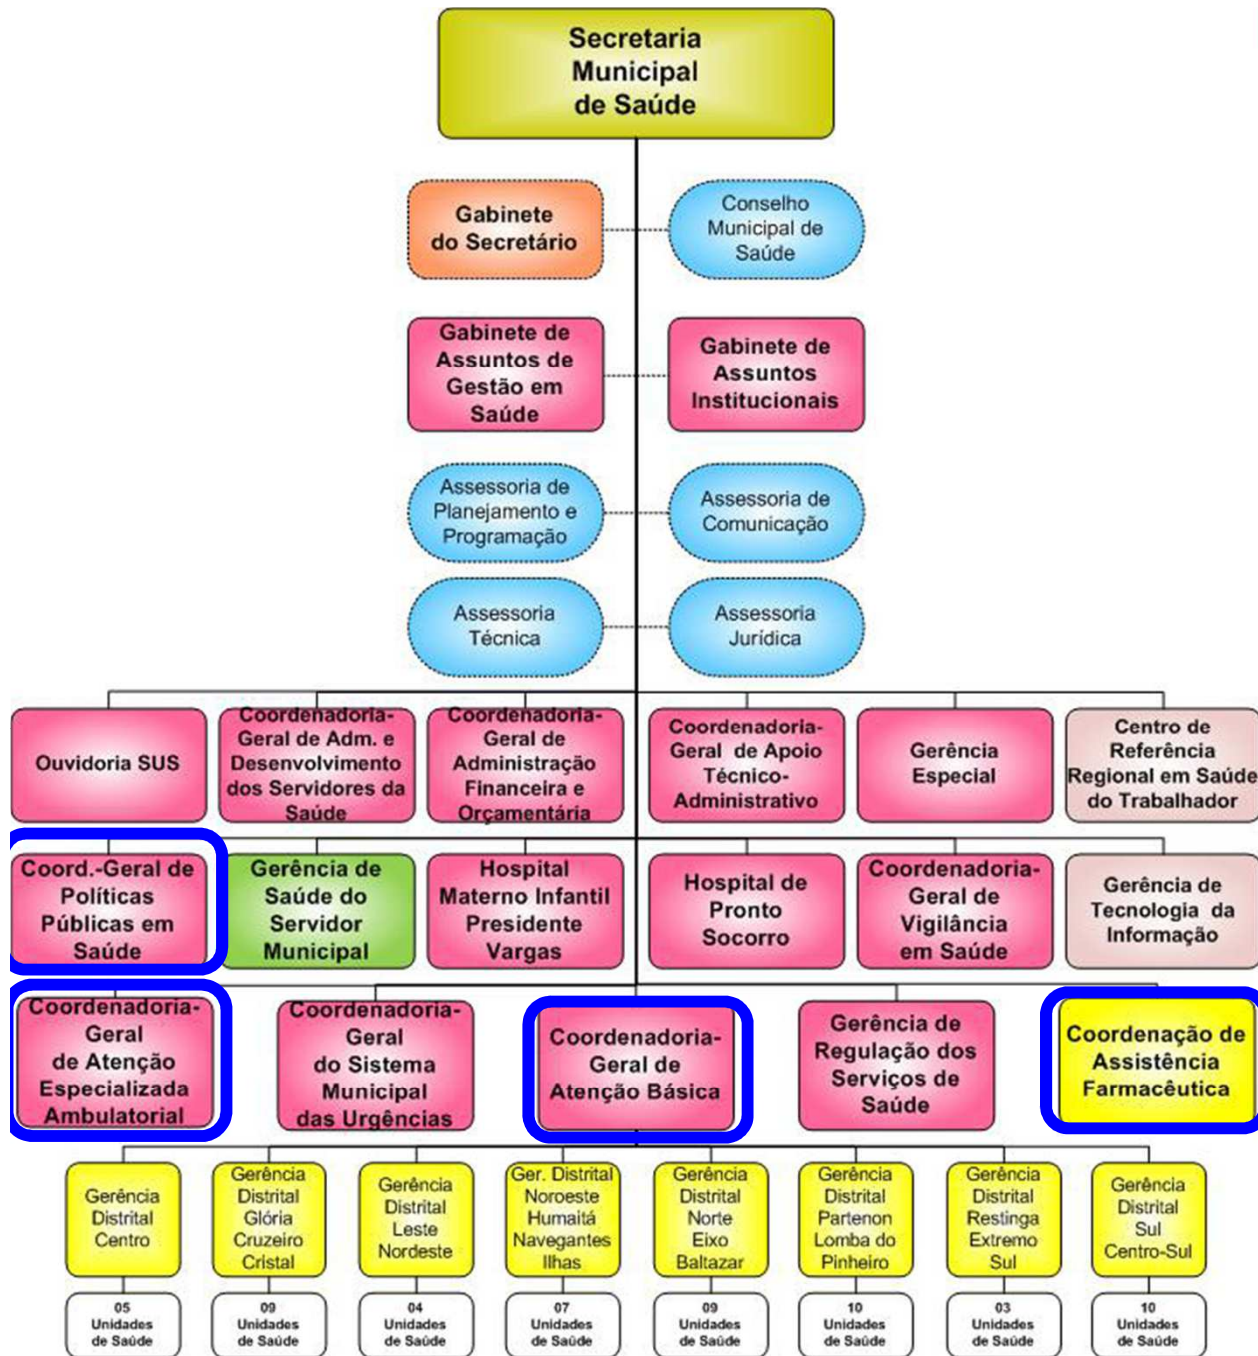 Secretaria
Municipal
de Saúde
Gabinete
do Secretário
Conselho
Municipal de
Saúde
Gabinete de
Assuntos de
Gestão em
Saúde
Gabinete de
Assuntos
Institucionais
Assessoria de
Planejamento e
Programação
Assessoria de
Comunicação
Assessoria
Técnica
Assessoria
Jurídica
Ouvidoria SUS
Coordenadoria-
Geral de Adm. e
Desenvolvimento
dos Servidores da
Saúde
Coordenadoria-
Geral de
Administração
Financeira e
Orçamentária
Coordenadoria-
Geral de Apoio
Técnico-
Administrativo
Gerência
Especial
Centro de
Referência
Regional em Saúde
do Trabalhador
Coord.-Geral de
Políticas
Públicas em
Saúde
Gerência de
Saúde do
Servidor
Municipal
Hospital
Materno Infantil
Presidente
Vargas
Hospital de
Pronto
Socorro
Coordenadoria-
Geral de
Vigilância
em Saúde
Gerência de
Tecnologia da
Informação
Coordenadoria-
Geral
de Atenção
Especializada
Ambulatorial
Coordenadoria-
Geral
do Sistema
Municipal
das Urgências
Coordenadoria-
Geral de
Atenção Básica
Gerência de
Regulação dos
Serviços de
Saúde
Coordenação de
Assistência
Farmacêutica
Gerência
Distrital
Centro
Gerência
Distrital
Glória
Cruzeiro
Cristal
Gerência
Distrital
Leste
Nordeste
Ger. Distrital
Noroeste
Humaitá
Navegantes
Ilhas
Gerência
Distrital
Norte
Eixo
Baltazar
Gerência
Distrital
Partenon
Lomba do
Pinheiro
Gerência
Distrital
Restinga
Extremo
Sul
Gerência
Distrital
Sul
Centro-Sul
05
Unidades
de Saúde
09
Unidades
de Saúde
04
Unidades
de Saúde
07
Unidades
de Saúde
09
Unidades
de Saúde
10
Unidades
de Saúde
03
Unidades
de Saúde
10
Unidades
de Saúde